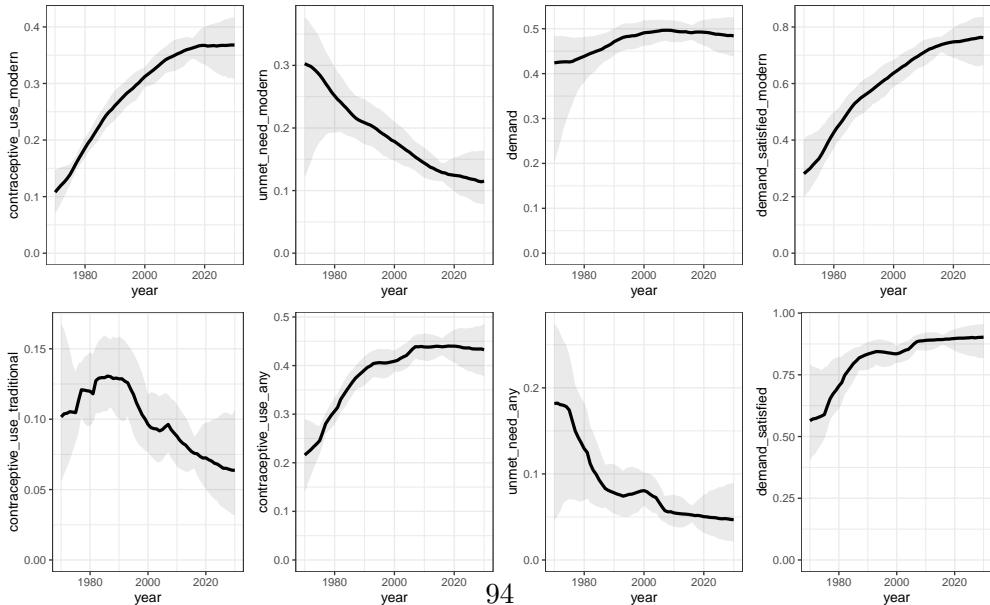 contraceptive_use_modern
0.4
0.3
0.2
0.1
0.0
1980 2000 2020
year
unmet_need_modern
0.3
0.2
0.1
0.0
1980 2000 2020
year
demand
0.5
0.4
0.3
0.2
0.1
0.0
1980 2000 2020
year
demand_satisfied_modern
0.8
0.6
0.4
0.2
0.0
1980 2000 2020
year
contraceptive_use_traditional
0.15
0.10
0.05
0.00
1980 2000 2020
year
contraceptive_use_any
0.5
0.4
0.3
0.2
0.1
0.0
1980 2000 2020
year
unmet_need_any
0.2
0.1
0.0
1980 2000 2020
year
demand_satisfied
1.00
0.75
0.50
0.25
0.00
1980 2000 2020
year
94